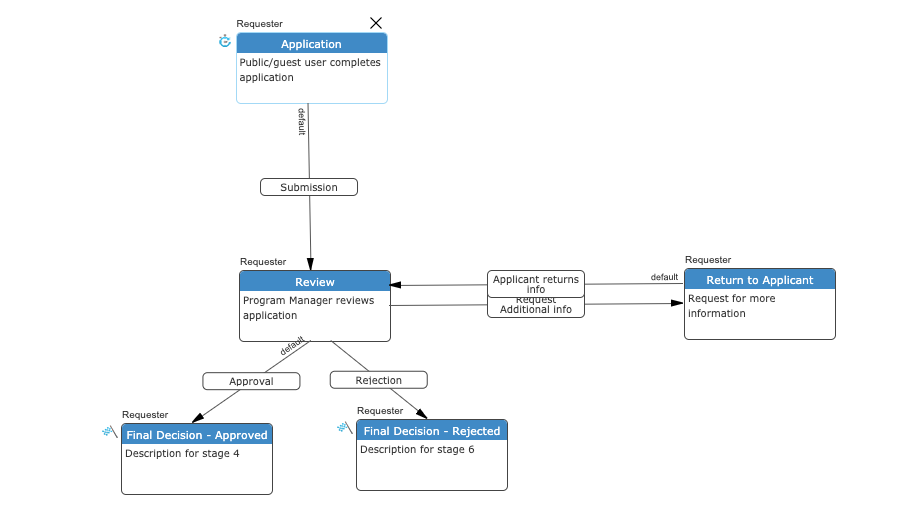 Requester
Application
Public/guest user completes
application
default
Submission
Requester
Review
Program Manager reviews
application
Applicant returns
info
Request
Additional info
default
Requester
Return to Applicant
Request for more
information
default
Approval
Rejection
Requester
Final Decision - Approved
Description for stage 4
Requester
Final Decision - Rejected
Description for stage 6